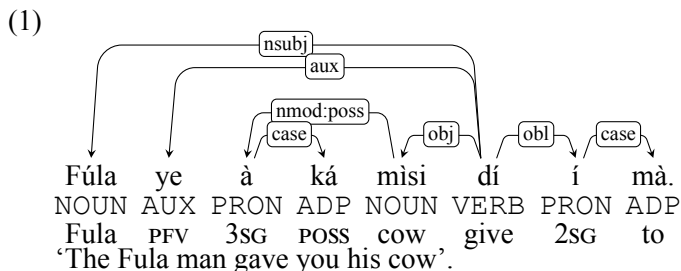 (1)
nsubj
aux
nmod:poss
case obj obl case
Fúla ye à ká mìsi dí í mà.
NOUN AUX PRON ADP NOUN VERB PRON ADP
Fula PFV 3SG POSS cow give 2SG to
‘The Fula man gave you his cow’.